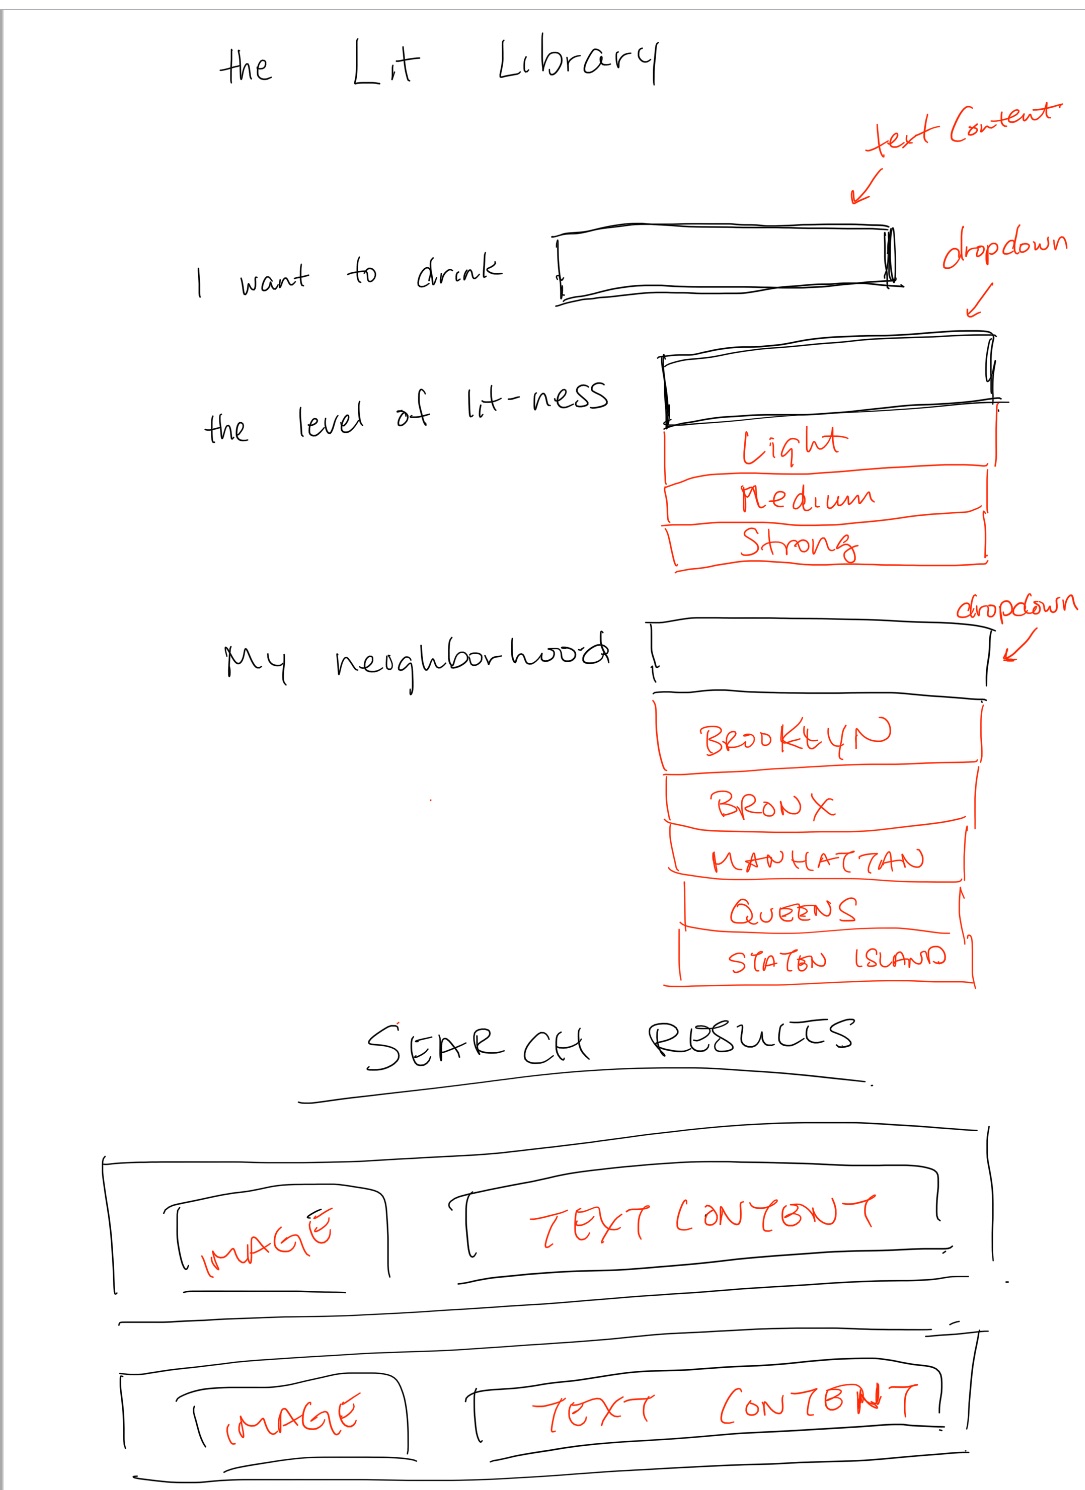 the Lit Library
text Content
I want to drink
dropdown
the level of lit-ness
Light
Medium
Strong
dropdown
My neighborhood
BROOKLYN
BRONX
MANHATTAN
QUEENS
STATEN ISLAND
SEARCH RESULTS
IMAGE TEXT CONTENT
IMAGE TEXT CONTENT